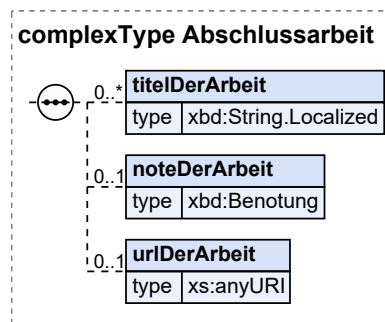 complexType Abschlussarbeit
0..* titelDerArbeit
type xbd:String.Localized
0..1 noteDerArbeit
type xbd:Benotung
0..1 urlDerArbeit
type xs:anyURI